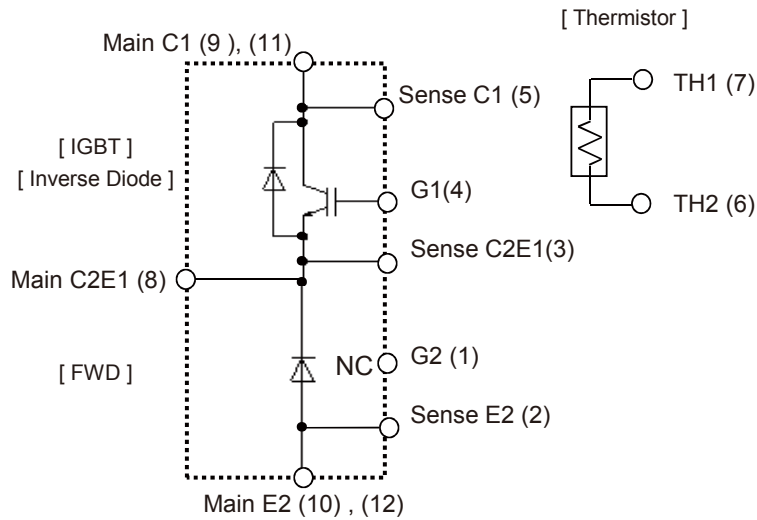 [ Thermistor ]
Main C1 (9 ), (11)
Sense C1 (5)
TH1 (7)
[ IGBT ]
[ Inverse Diode ]
G1(4)
TH2 (6)
Sense C2E1(3)
Main C2E1 (8)
NC
G2 (1)
[ FWD ]
Sense E2 (2)
Main E2 (10) , (12)